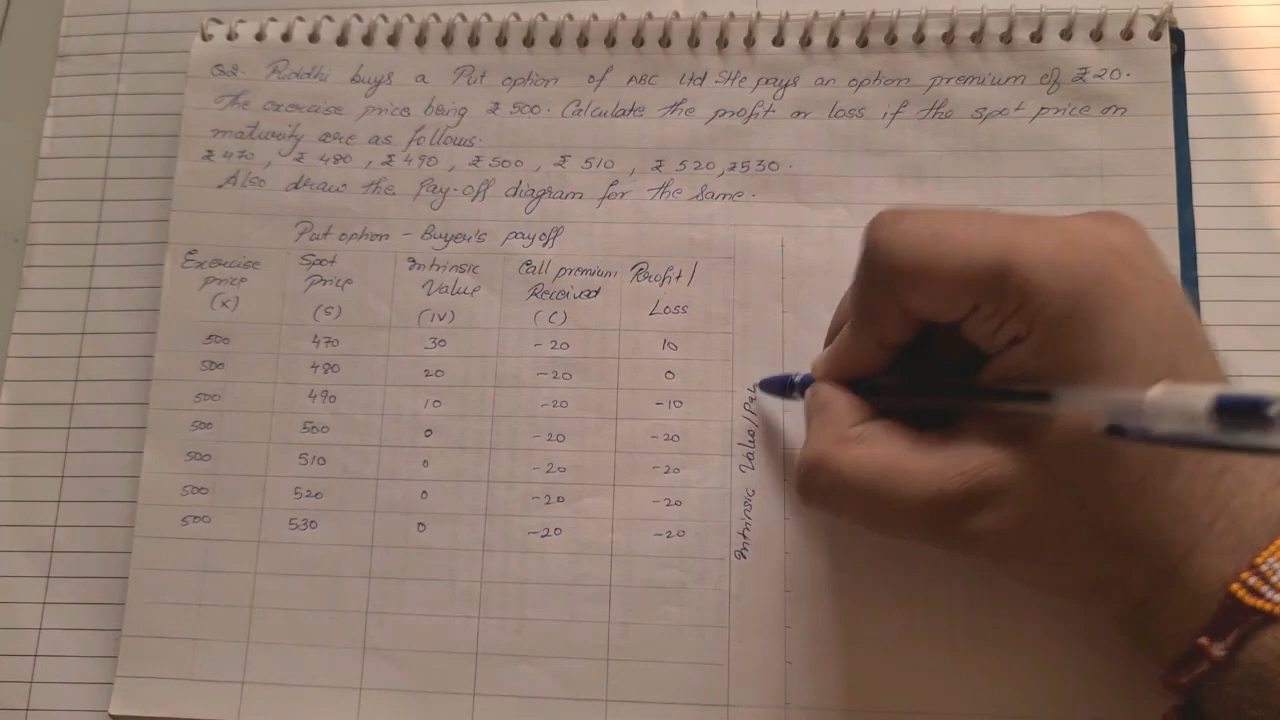 Q2. Riddhi buys a Put option of ABC Ltd She pays an option premium of ₹ 20.
The exercise price being ₹ 500. Calculate the profit or loss if the spot price on
maturity are as follows.
₹ 470, ₹ 480, ₹ 490, ₹ 500, ₹ 510, ₹ 520, ₹530.
Also draw the Pay-off diagram for the same.
Put option - Buyer's payoff
Exercise price (X) Spot Price (S) Intrinsic Value (IV) Call premium Received (C) Profit/ Loss
500 470 30 -20 10
500 480 20 -20 0
500 490 10 -20 -10
500 500 0 -20 -20
500 510 0 -20 -20
500 520 0 -20 -20
500 530 0 -20 -20
Intrinsic Value/Pa